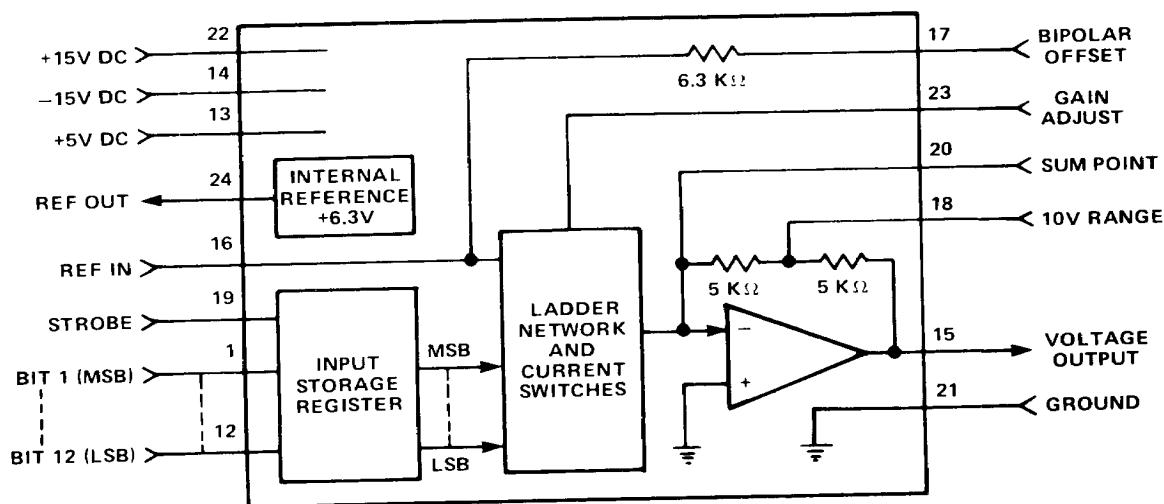 22
+15V DC
14
−15V DC
13
+5V DC
24
REF OUT
INTERNAL
REFERENCE
+6.3V
16
REF IN
19
STROBE
1
BIT 1 (MSB)
12
BIT 12 (LSB)
INPUT
STORAGE
REGISTER
MSB
LSB
LADDER
NETWORK
AND
CURRENT
SWITCHES
6.3 KΩ
5 KΩ
5 KΩ
−
+
17
BIPOLAR
OFFSET
23
GAIN
ADJUST
20
SUM POINT
18
10V RANGE
15
VOLTAGE
OUTPUT
21
GROUND